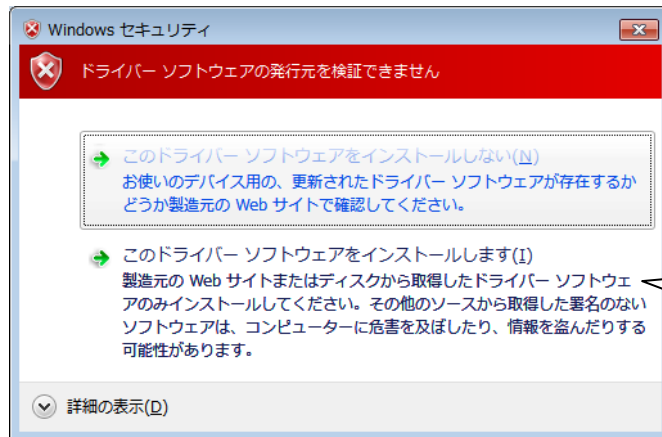 Windows セキュリティ
ドライバー ソフトウェアの発行元を検証できません
このドライバー ソフトウェアをインストールしない(N)
お使いのデバイス用の、更新されたドライバー ソフトウェアが存在するか
どうか製造元の Web サイトで確認してください。
このドライバー ソフトウェアをインストールします(I)
製造元の Web サイトまたはディスクから取得したドライバー ソフトウェ
アのみインストールしてください。その他のソースから取得した署名のない
ソフトウェアは、コンピューターに危害を及ぼしたり、情報を盗んだりする
可能性があります。
詳細の表示(D)